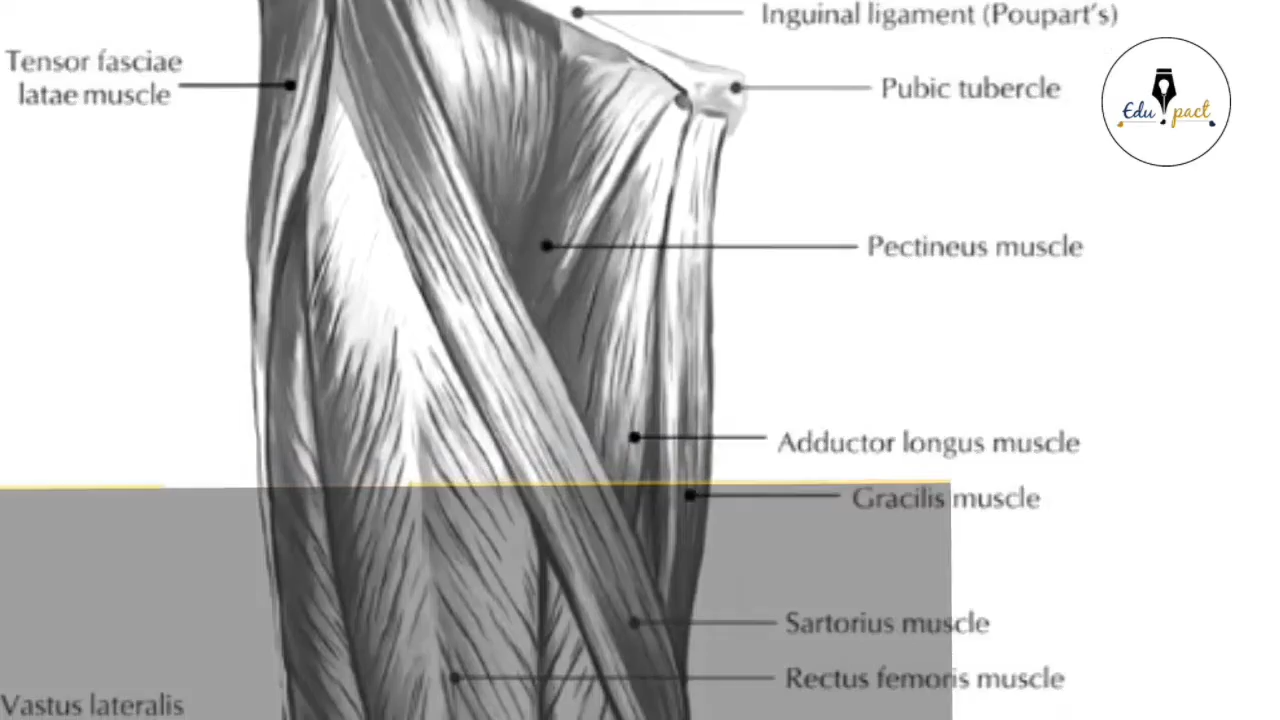 Inguinal ligament (Poupart's)
Tensor fasciae
latae muscle
Pubic tubercle
Edu pact
Pectineus muscle
Adductor longus muscle
Gracilis muscle
Sartorius muscle
Rectus femoris muscle
Vastus lateralis